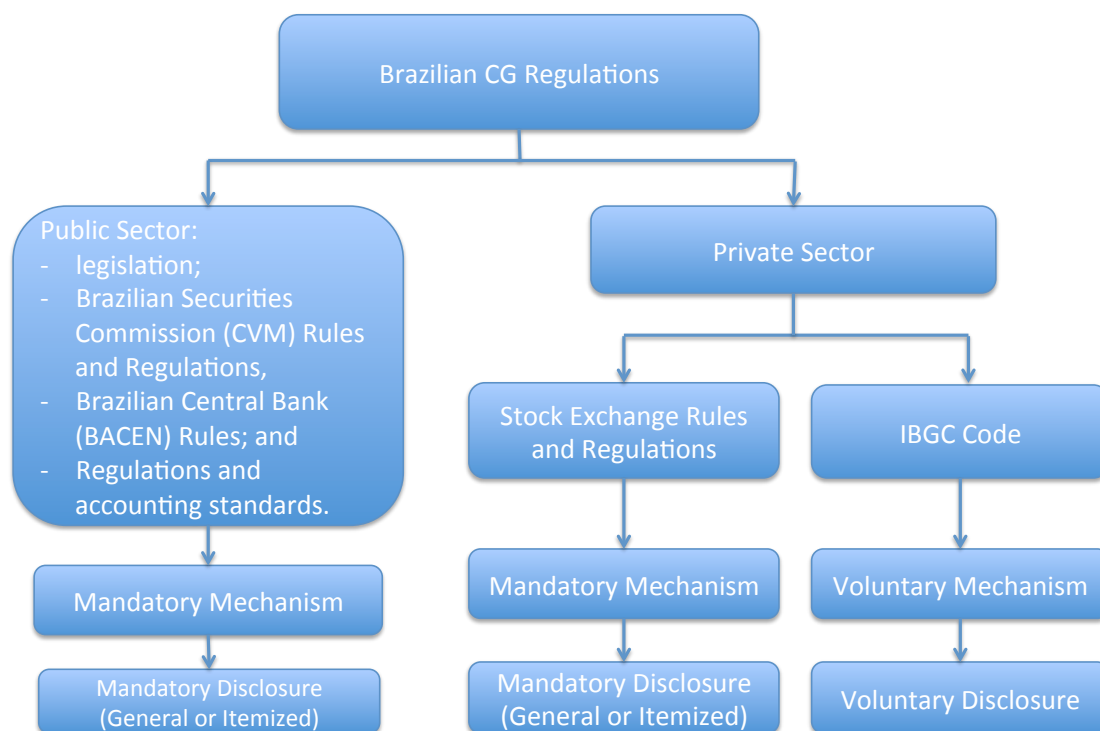 Brazilian CG Regulations
Public Sector:
- legislation;
- Brazilian Securities
Commission (CVM) Rules
and Regulations,
- Brazilian Central Bank
(BACEN) Rules; and
- Regulations and
accounting standards.
Private Sector
Stock Exchange Rules
and Regulations
IBGC Code
Mandatory Mechanism
Mandatory Mechanism
Voluntary Mechanism
Mandatory Disclosure
(General or Itemized)
Mandatory Disclosure
(General or Itemized)
Voluntary Disclosure